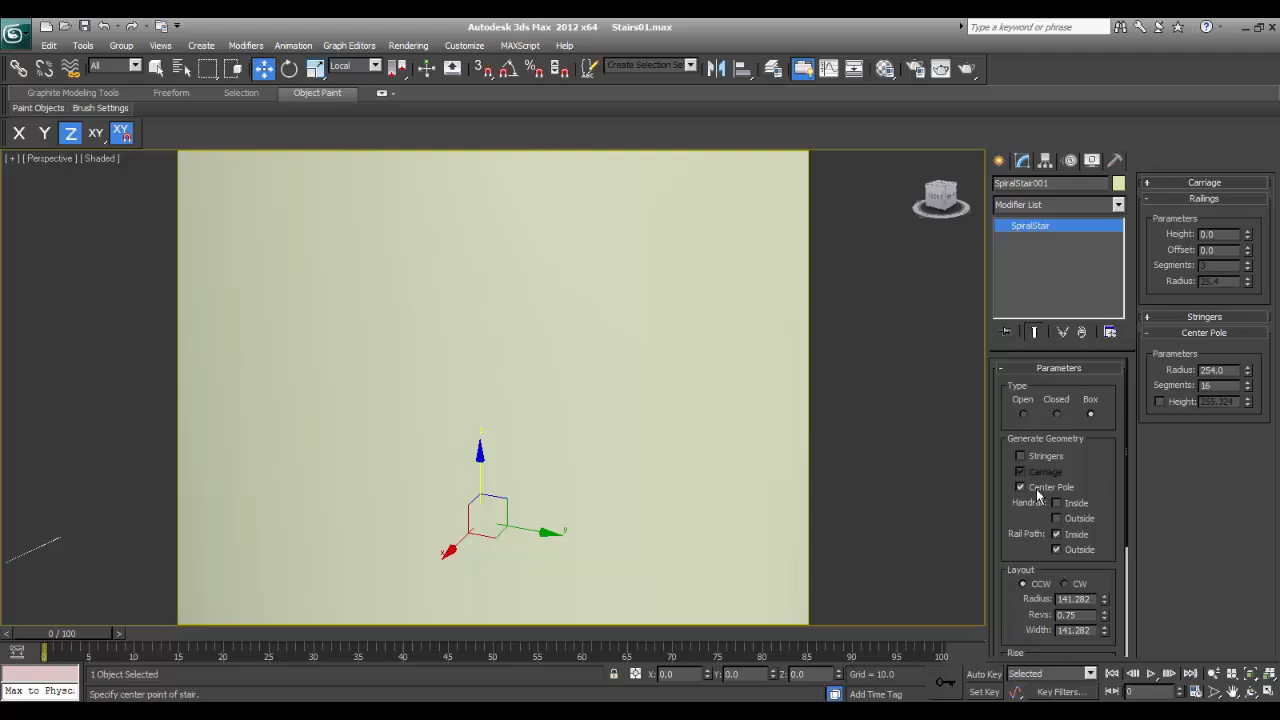 Autodesk 3ds Max 2012 x64 Stairs01.max
Type a keyword or phrase
Edit Tools Group Views Create Modifiers Animation Graph Editors Rendering Customize MAXScript Help
All Local Create Selection Se
Graphite Modeling Tools Freeform Selection Object Paint
Paint Objects Brush Settings
X Y Z XY XY
[ + ] [ Perspective ] [ Shaded ]
SpiralStair001
Modifier List
SpiralStair
+ Carriage
- Railings
Parameters
Height: 0.0
Offset: 0.0
Segments: 3
Radius: 25.4
+ Stringers
- Center Pole
Parameters
Radius: 254.0
Segments: 16
Height: 255.324
- Parameters
Type
Open Closed Box
Generate Geometry
Stringers
Carriage
Center Pole
Handrail: Inside
Outside
Rail Path: Inside
Outside
Layout
CCW CW
Radius: 141.282
Revs: 0.75
Width: 141.282
Rise
z
y
x
< 0 / 100 >
0 5 10 15 20 25 30 35 40 45 50 55 60 65 70 75 80 85 90 95 100
1 Object Selected X: 0.0 Y: 0.0 Z: 0.0 Grid = 10.0 Auto Key Selected
Max to Physc. Specify center point of stair. Add Time Tag Set Key Key Filters... 0